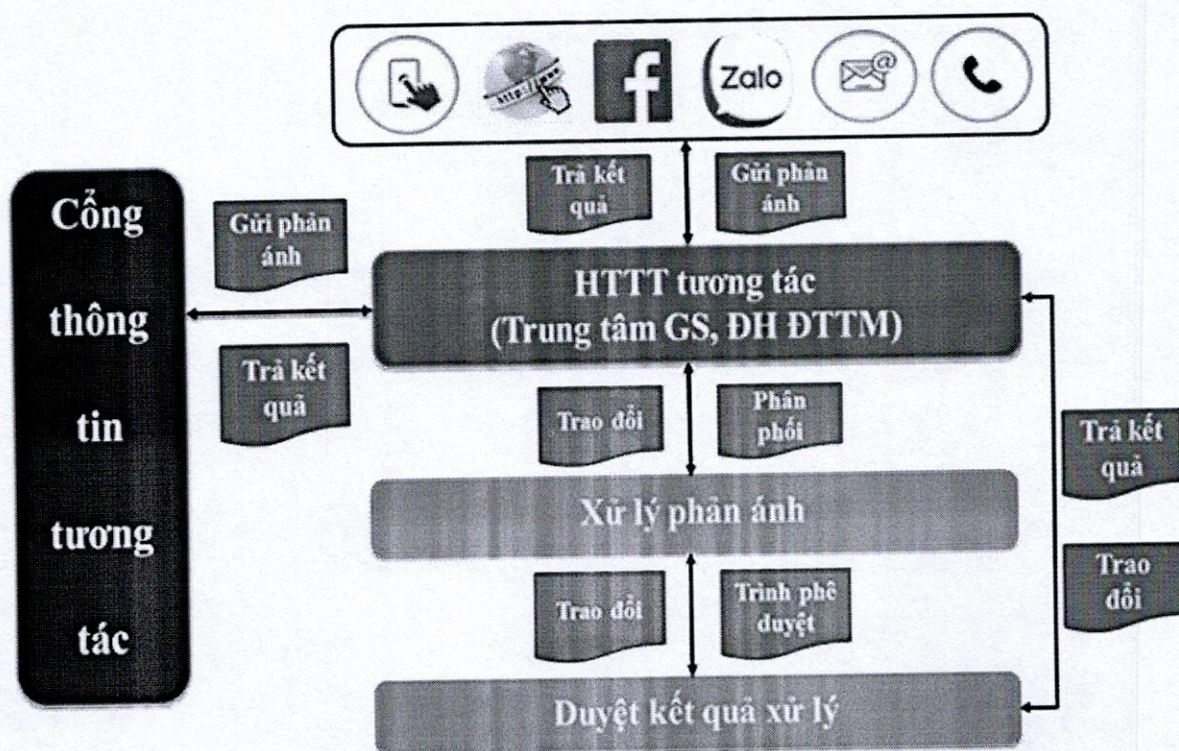 http://www
f
Zalo
@
Trả kết
quả
Gửi phản
ánh
Cổng
thông
tin
tương
tác
Gửi phản
ánh
HTTT tương tác
(Trung tâm GS, ĐH ĐTTM)
Trả kết
quả
Trao đổi
Phân
phối
Trả kết
quả
Xử lý phản ánh
Trao đổi
Trình phê
duyệt
Trao
đổi
Duyệt kết quả xử lý